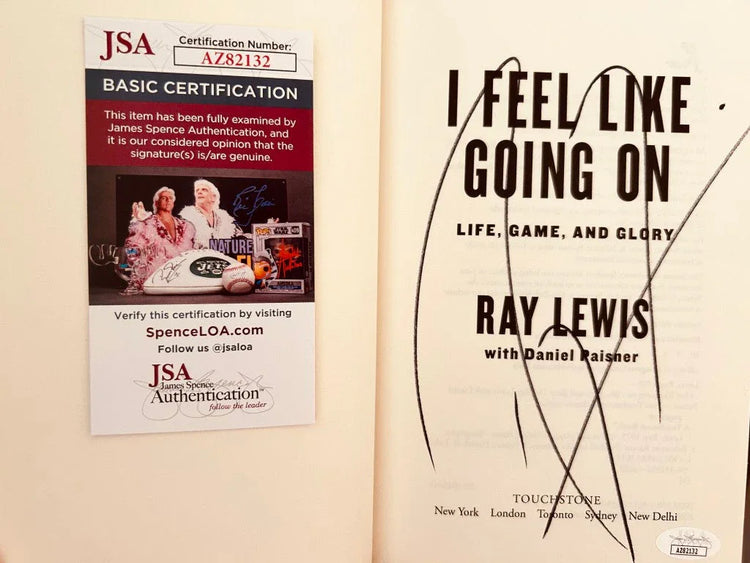 JSA
Certification Number:
AZ82132
BASIC CERTIFICATION
This item has been fully examined by
James Spence Authentication, and
it is our considered opinion that the
signature(s) is/are genuine.
NATURE
JETS
Verify this certification by visiting
SpenceLOA.com
Follow us @jsaloa
JSA
James Spence
Authentication™
follow the leader
I FEEL LIKE
GOING ON
LIFE, GAME, AND GLORY
RAY LEWIS
with Daniel Paisner
TOUCHSTONE
New York London Toronto Sydney New Delhi
AZ82132